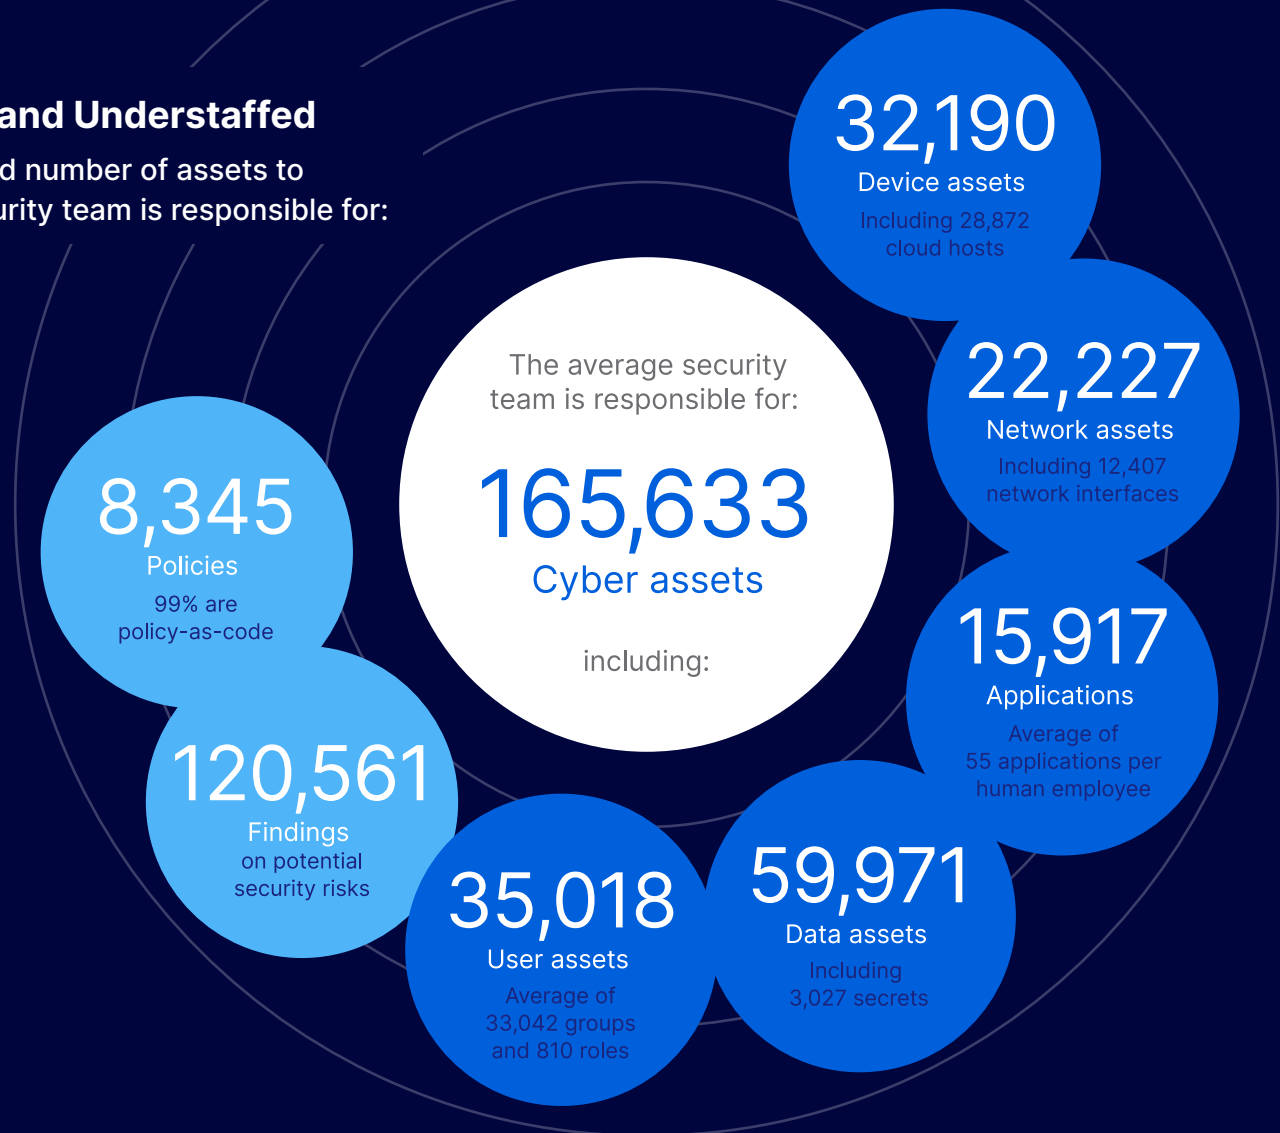 and Understaffed
d number of assets to
urity team is responsible for:
The average security
team is responsible for:
165,633
Cyber assets
including:
32,190
Device assets
Including 28,872
cloud hosts
22,227
Network assets
Including 12,407
network interfaces
15,917
Applications
Average of
55 applications per
human employee
59,971
Data assets
Including
3,027 secrets
35,018
User assets
Average of
33,042 groups
and 810 roles
120,561
Findings
on potential
security risks
8,345
Policies
99% are
policy-as-code